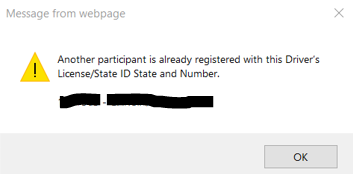 Message from webpage
Another participant is already registered with this Driver's
License/State ID State and Number.
OK